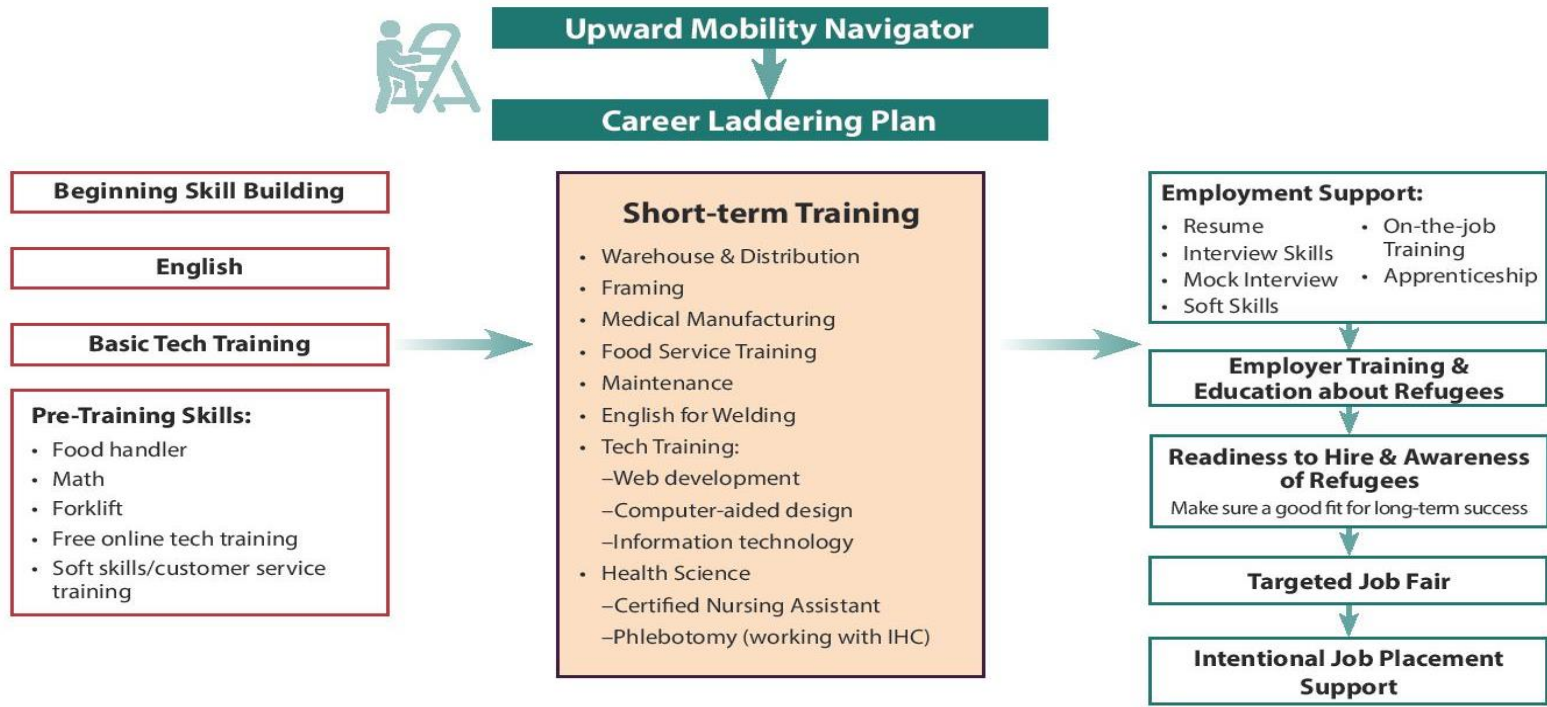 Upward Mobility Navigator
Career Laddering Plan
Beginning Skill Building
English
Basic Tech Training
Pre-Training Skills:
• Food handler
• Math
• Forklift
• Free online tech training
• Soft skills/customer service
training
Short-term Training
• Warehouse & Distribution
• Framing
• Medical Manufacturing
• Food Service Training
• Maintenance
• English for Welding
• Tech Training:
–Web development
–Computer-aided design
–Information technology
• Health Science
–Certified Nursing Assistant
–Phlebotomy (working with IHC)
Employment Support:
• Resume
• Interview Skills
• Mock Interview
• Soft Skills
• On-the-job
Training
• Apprenticeship
Employer Training &
Education about Refugees
Readiness to Hire & Awareness
of Refugees
Make sure a good fit for long-term success
Targeted Job Fair
Intentional Job Placement
Support